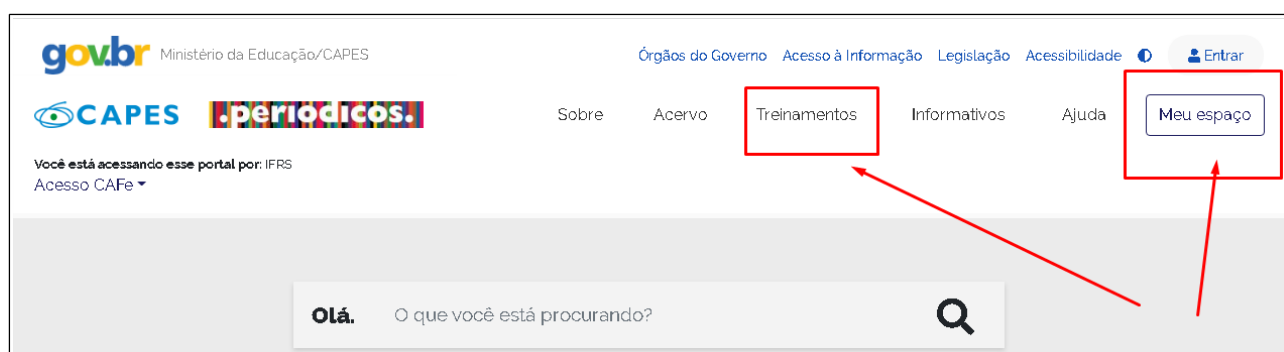 gov.br Ministério da Educação/CAPES Órgãos do Governo Acesso à Informação Legislação Acessibilidade Entrar
CAPES .periodicos. Sobre Acervo Treinamentos Informativos Ajuda Meu espaço
Você está acessando esse portal por: IFRS
Acesso CAFe
Olá. O que você está procurando?